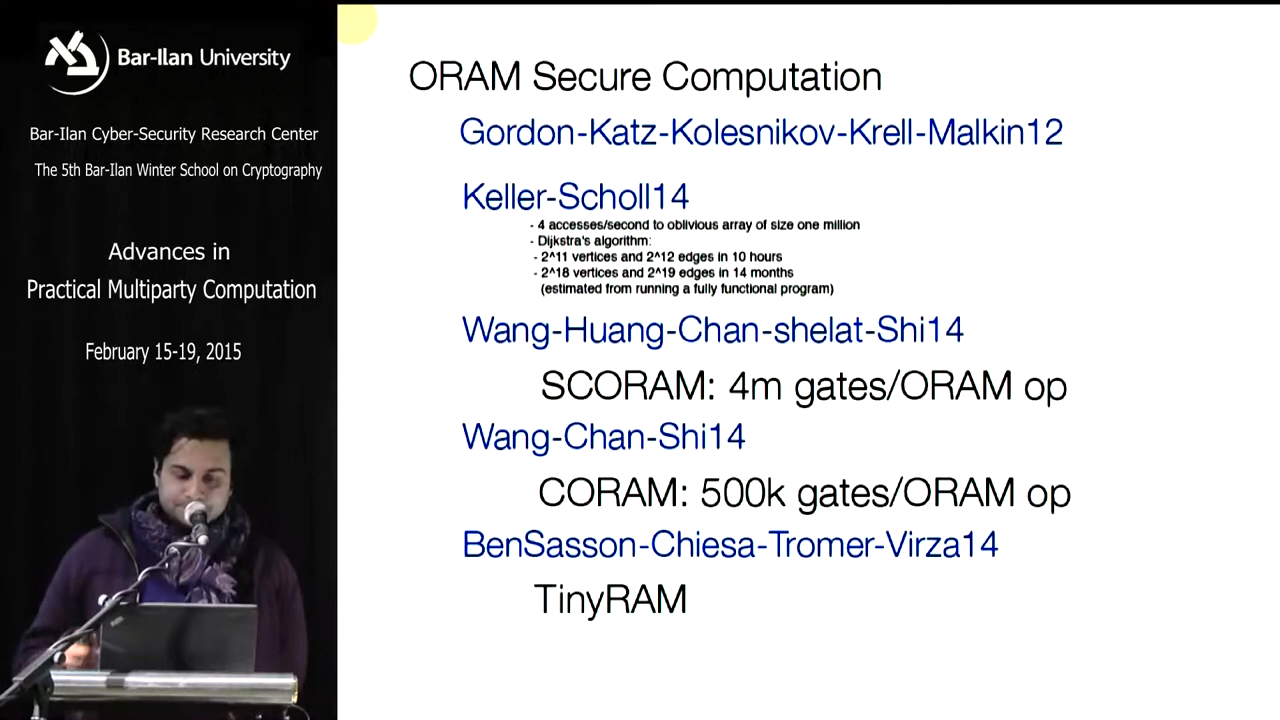 Bar-Ilan University
Bar-Ilan Cyber-Security Research Center
The 5th Bar-Ilan Winter School on Cryptography
Advances in
Practical Multiparty Computation
February 15-19, 2015
ORAM Secure Computation
Gordon-Katz-Kolesnikov-Krell-Malkin12
Keller-Scholl14
- 4 accesses/second to oblivious array of size one million
- Dijkstra's algorithm:
- 2^11 vertices and 2^12 edges in 10 hours
- 2^18 vertices and 2^19 edges in 14 months
(estimated from running a fully functional program)
Wang-Huang-Chan-shelat-Shi14
SCORAM: 4m gates/ORAM op
Wang-Chan-Shi14
CORAM: 500k gates/ORAM op
BenSasson-Chiesa-Tromer-Virza14
TinyRAM